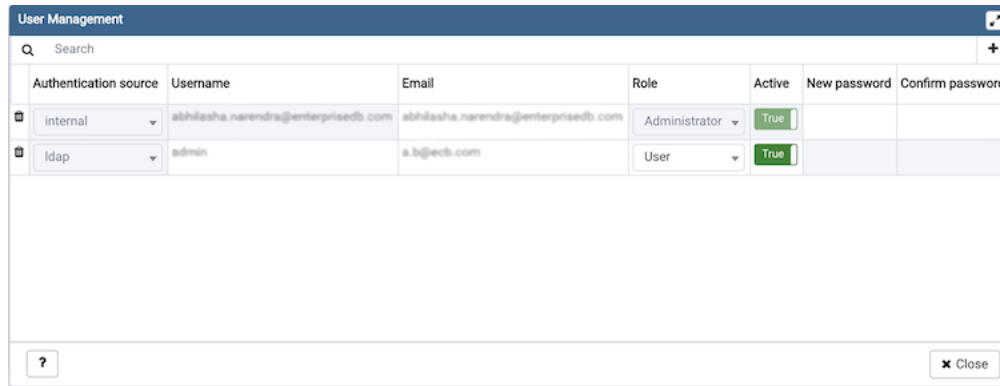 User Management
Search
+
Authentication source Username Email Role Active New password Confirm password
internal abhilasha.narendra@enterprisedb.com abhilasha.narendra@enterprisedb.com Administrator True
ldap admin a.b@ecb.com User True
? Close